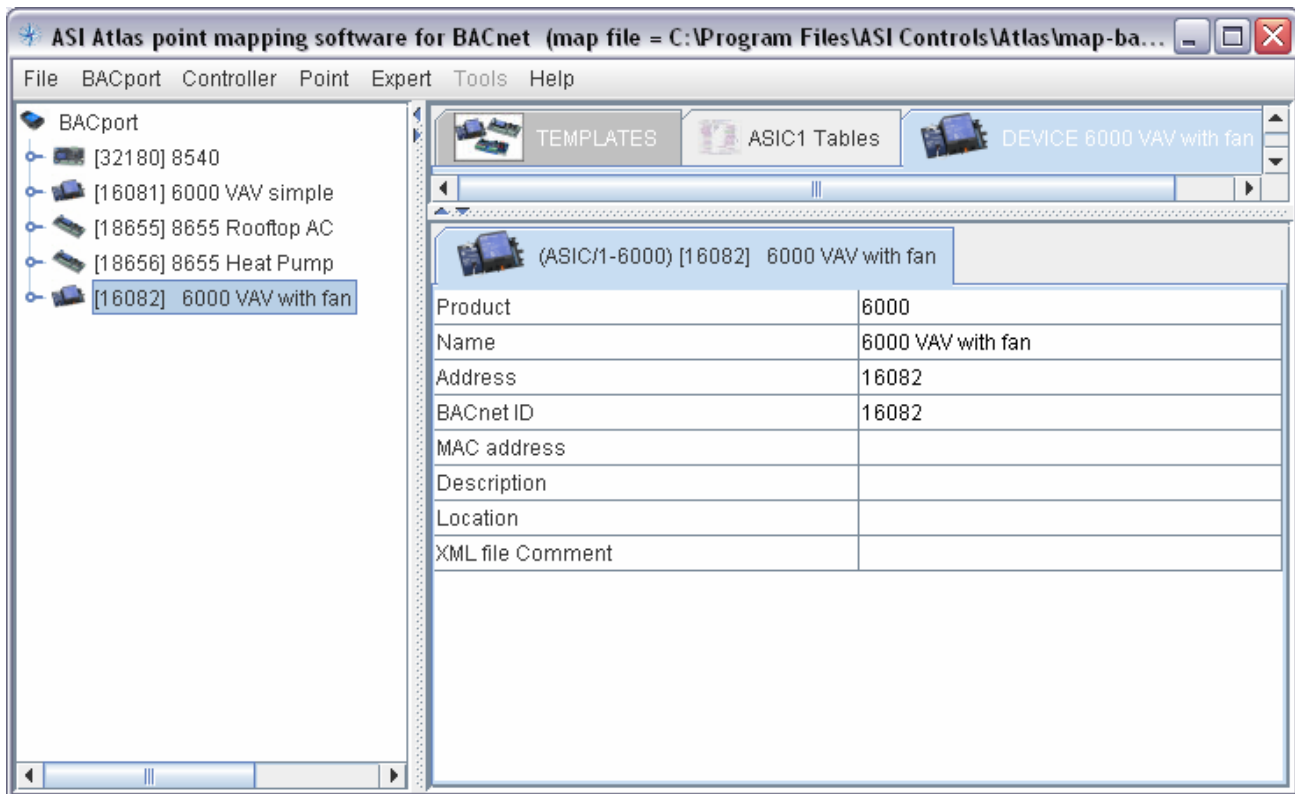 ASI Atlas point mapping software for BACnet (map file = C:\Program Files\ASI Controls\Atlas\map-ba...
File BACport Controller Point Expert Tools Help
BACport
[32180] 8540
[16081] 6000 VAV simple
[18655] 8655 Rooftop AC
[18656] 8655 Heat Pump
[16082] 6000 VAV with fan
TEMPLATES ASIC1 Tables DEVICE 6000 VAV with fan
(ASIC/1-6000) [16082] 6000 VAV with fan
Product 6000
Name 6000 VAV with fan
Address 16082
BACnet ID 16082
MAC address
Description
Location
XML file Comment